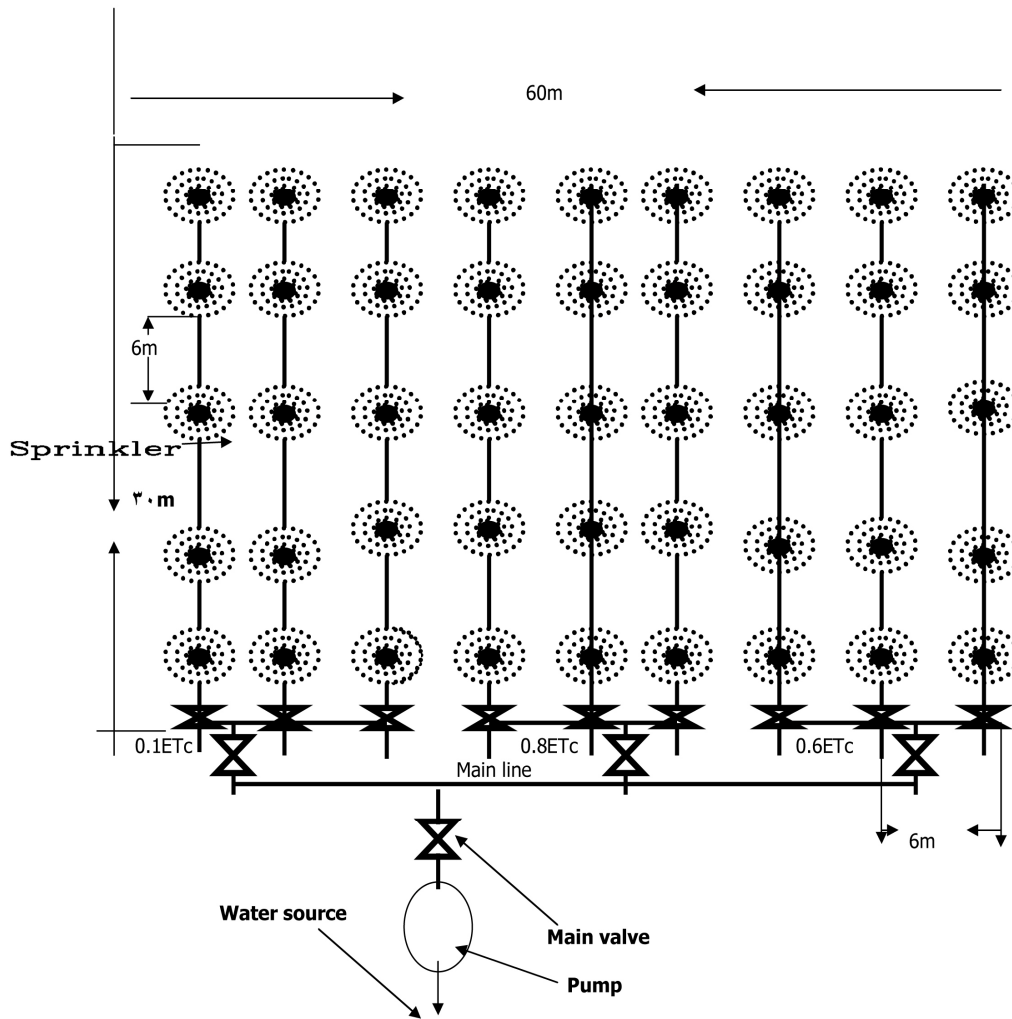 60m
6m
Sprinkler
٣٠m
0.1ETc
0.8ETc
0.6ETc
Main line
6m
Water source
Main valve
Pump